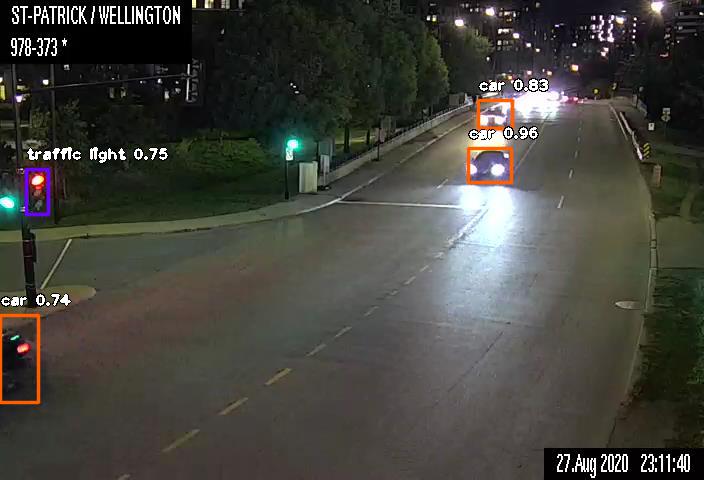 ST-PATRICK / WELLINGTON
978-373 *
car 0.83
car 0.96
traffic light 0.75
car 0.74
27.Aug 2020 23:11:40